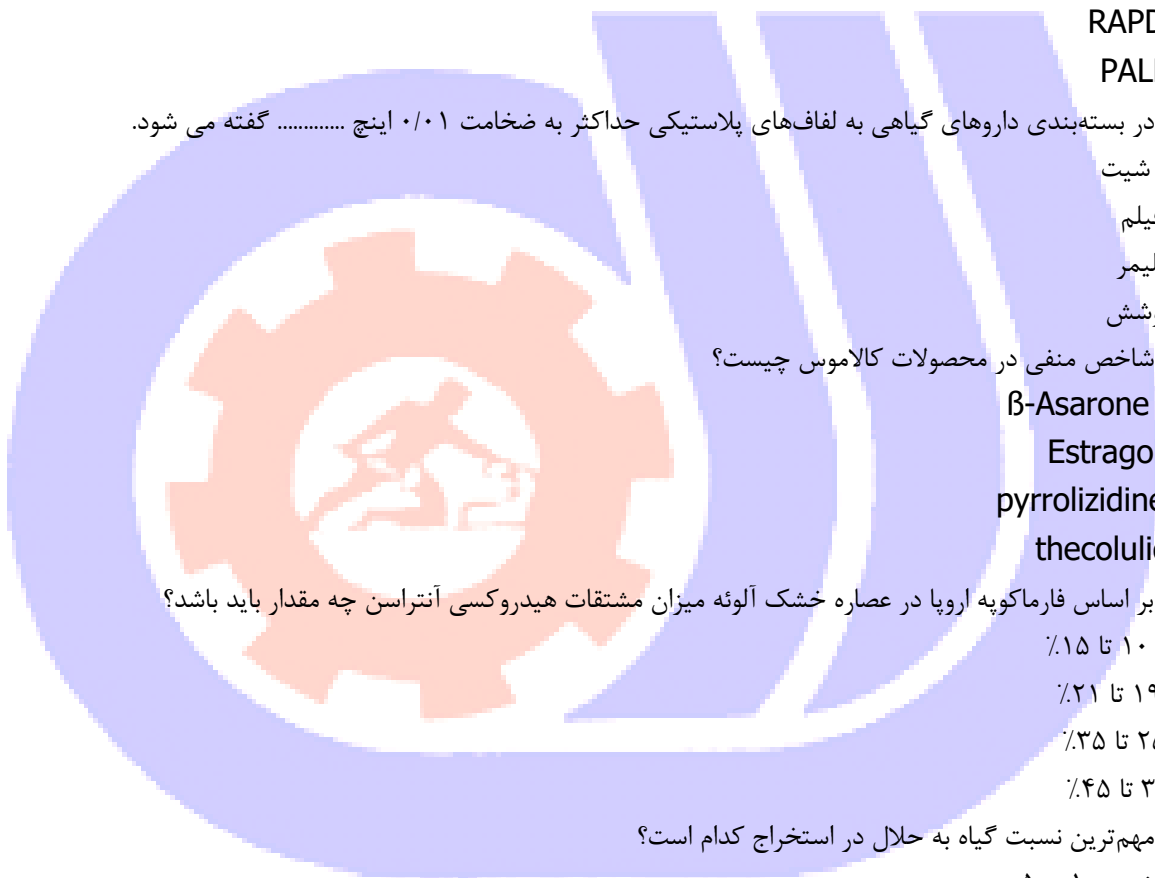 RAPD
PAL
در بسته‌بندی داروهای گیاهی به لفاف‌های پلاستیکی حداکثر به ضخامت ۰/۰۱ اینچ ............ گفته می شود.
شیت
فیلم
لیمر
وشش
شاخص منفی در محصولات کالاموس چیست؟
ß-Asarone
Estrago
pyrrolizidine
thecoluli
بر اساس فارماکوپه اروپا در عصاره خشک آلوئه میزان مشتقات هیدروکسی آنتراسن چه مقدار باید باشد؟
۱۰ تا ۱۵٪
۱۹ تا ۲۱٪
تا ۳۵٪
تا ۴۵٪
مهم‌ترین نسبت گیاه به حلال در استخراج کدام است؟